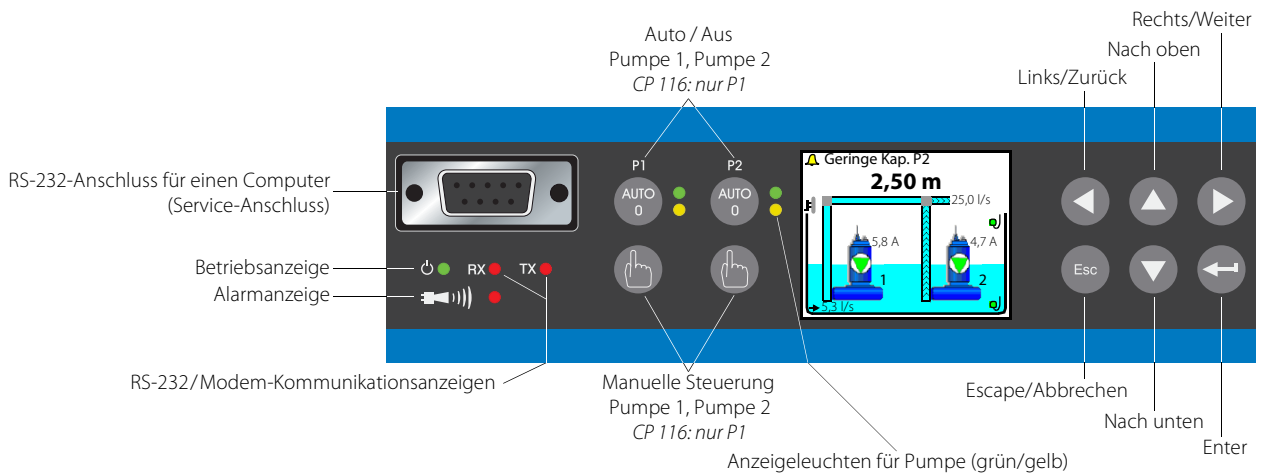 Rechts/Weiter
Auto / Aus
Pumpe 1, Pumpe 2
CP 116: nur P1
Nach oben
Links/Zurück
RS-232-Anschluss für einen Computer
(Service-Anschluss)
P1
P2
AUTO
0
AUTO
0
Geringe Kap. P2
2,50 m
25,0 l/s
5,8 A
4,7 A
1
2
5,3 l/s
Esc
Betriebsanzeige
RX
TX
Alarmanzeige
RS-232/Modem-Kommunikationsanzeigen
Manuelle Steuerung
Pumpe 1, Pumpe 2
CP 116: nur P1
Escape/Abbrechen
Nach unten
Enter
Anzeigeleuchten für Pumpe (grün/gelb)